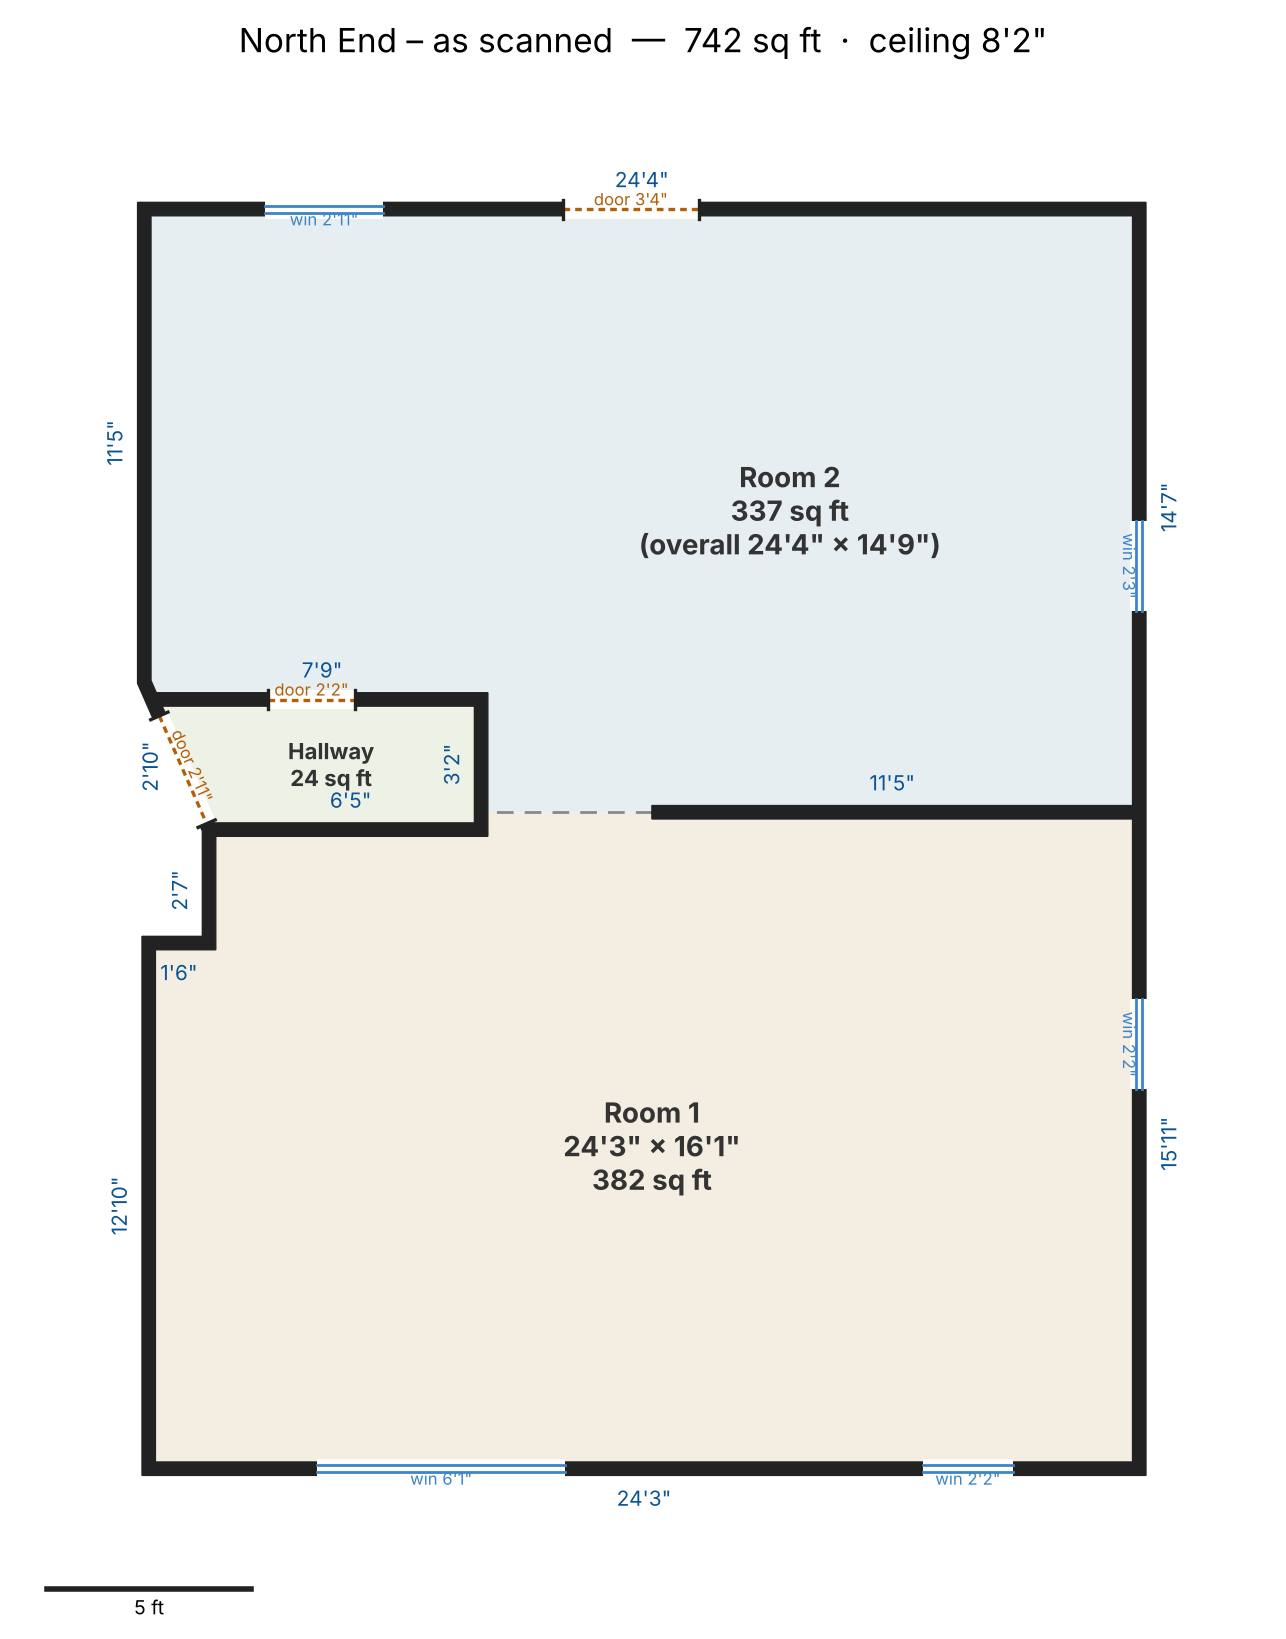 North End – as scanned — 742 sq ft · ceiling 8'2"
24'4"
door 3'4"
win 2'11"
11'5"
Room 2
337 sq ft
(overall 24'4" × 14'9")
14'7"
win 2'3"
7'9"
door 2'2"
door 2'11"
2'10"
Hallway
24 sq ft
6'5"
3'2"
11'5"
2'7"
1'6"
win 2'2"
Room 1
24'3" × 16'1"
382 sq ft
15'11"
12'10"
win 6'1"
win 2'2"
24'3"
5 ft